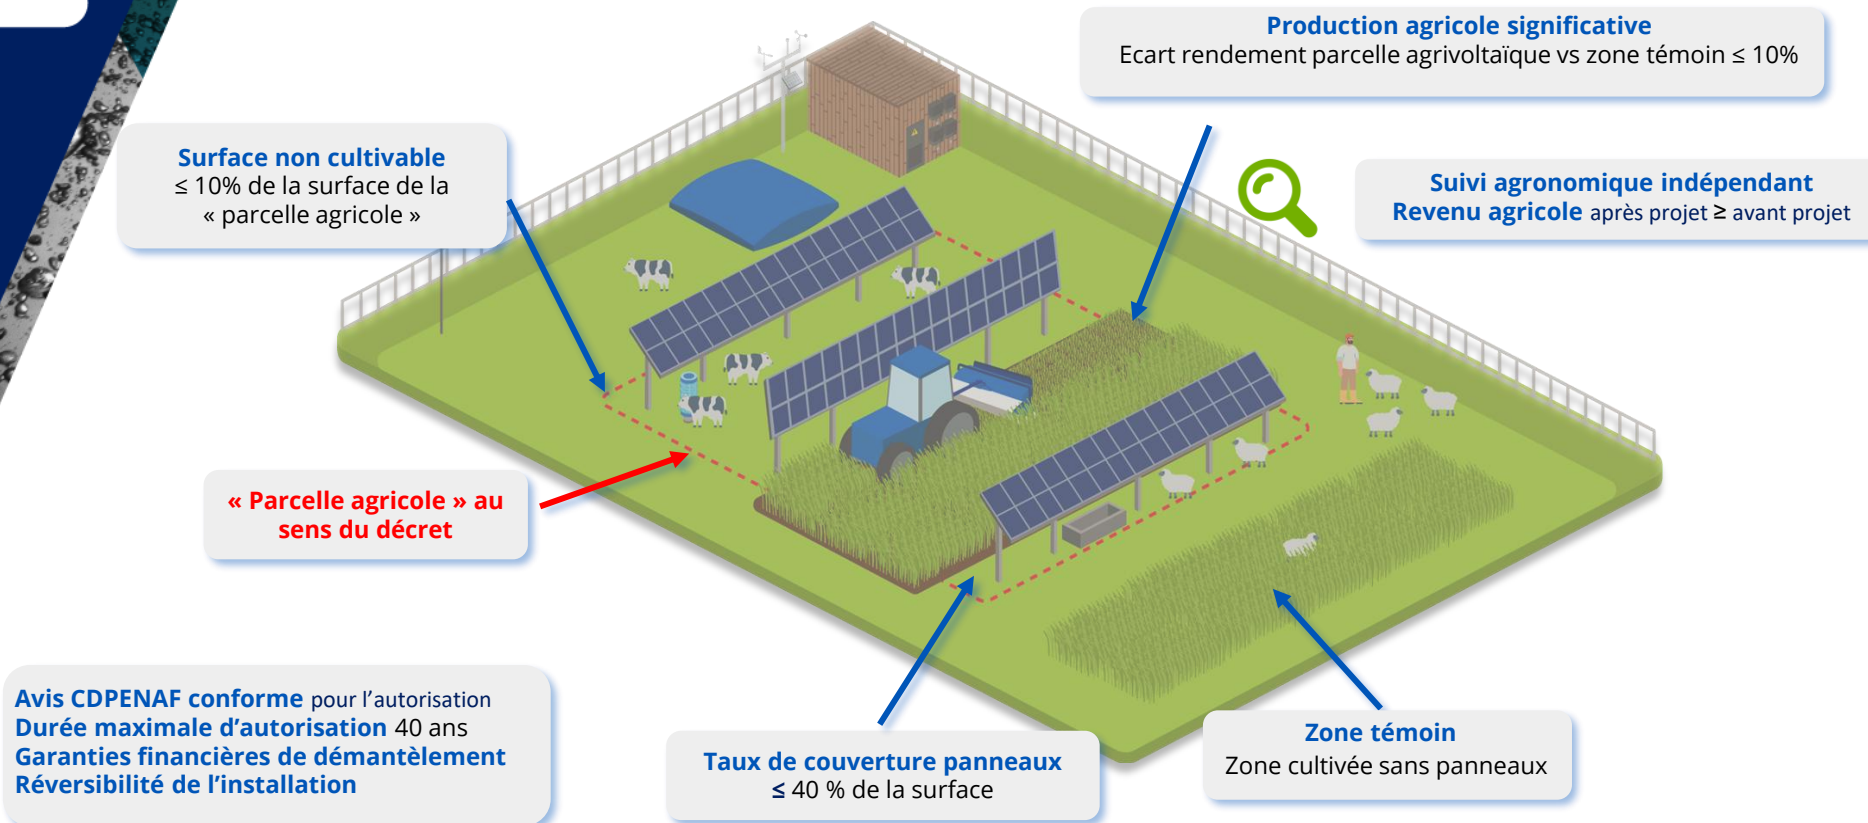 Production agricole significative
Ecart rendement parcelle agrivoltaïque vs zone témoin ≤ 10%
Surface non cultivable
≤ 10% de la surface de la
« parcelle agricole »
Suivi agronomique indépendant
Revenu agricole après projet ≥ avant projet
« Parcelle agricole » au
sens du décret
Avis CDPENAF conforme pour l’autorisation
Durée maximale d’autorisation 40 ans
Garanties financières de démantèlement
Réversibilité de l’installation
Taux de couverture panneaux
≤ 40 % de la surface
Zone témoin
Zone cultivée sans panneaux